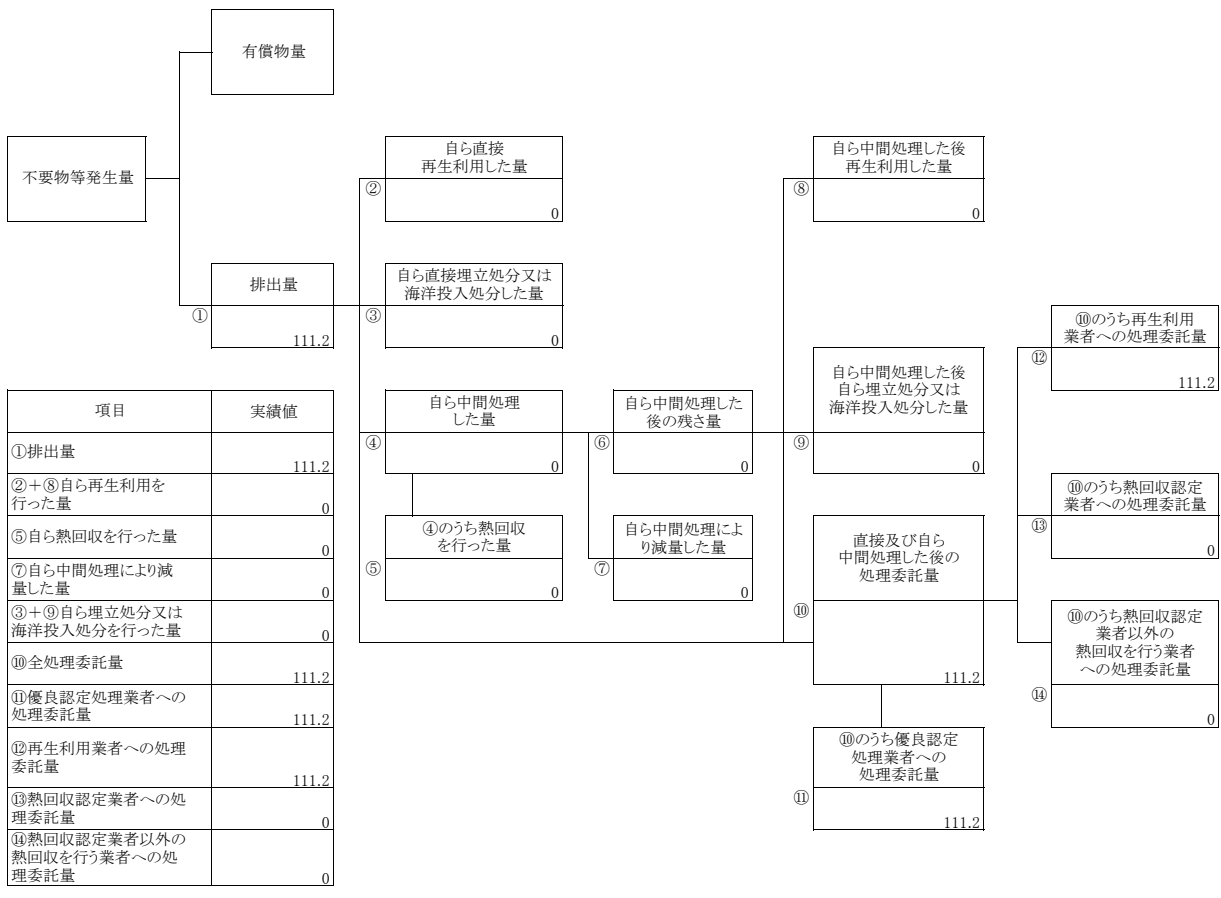 有償物量
不要物等発生量
排出量
①
111.2
自ら直接
再生利用した量
②
0
自ら直接埋立処分又は
海洋投入処分した量
③
0
自ら中間処理
した量
④
0
④のうち熱回収
を行った量
⑤
0
自ら中間処理した
後の残さ量
⑥
0
自ら中間処理によ
り減量した量
⑦
0
自ら中間処理した後
再生利用した量
⑧
0
自ら中間処理した後
自ら埋立処分又は
海洋投入処分した量
⑨
0
直接及び自ら
中間処理した後の
処理委託量
⑩
111.2
⑩のうち優良認定
処理業者への
処理委託量
⑪
111.2
⑩のうち再生利用
業者への処理委託量
⑫
111.2
⑩のうち熱回収認定
業者への処理委託量
⑬
0
⑩のうち熱回収認定
業者以外の
熱回収を行う業者
への処理委託量
⑭
0
項目 実績値
①排出量
111.2
②＋⑧自ら再生利用を
行った量
0
⑤自ら熱回収を行った量
0
⑦自ら中間処理により減
量した量
0
③＋⑨自ら埋立処分又は
海洋投入処分を行った量
0
⑩全処理委託量
111.2
⑪優良認定処理業者への
処理委託量
111.2
⑫再生利用業者への処理
委託量
111.2
⑬熱回収認定業者への処
理委託量
0
⑭熱回収認定業者以外の
熱回収を行う業者への処
理委託量
0